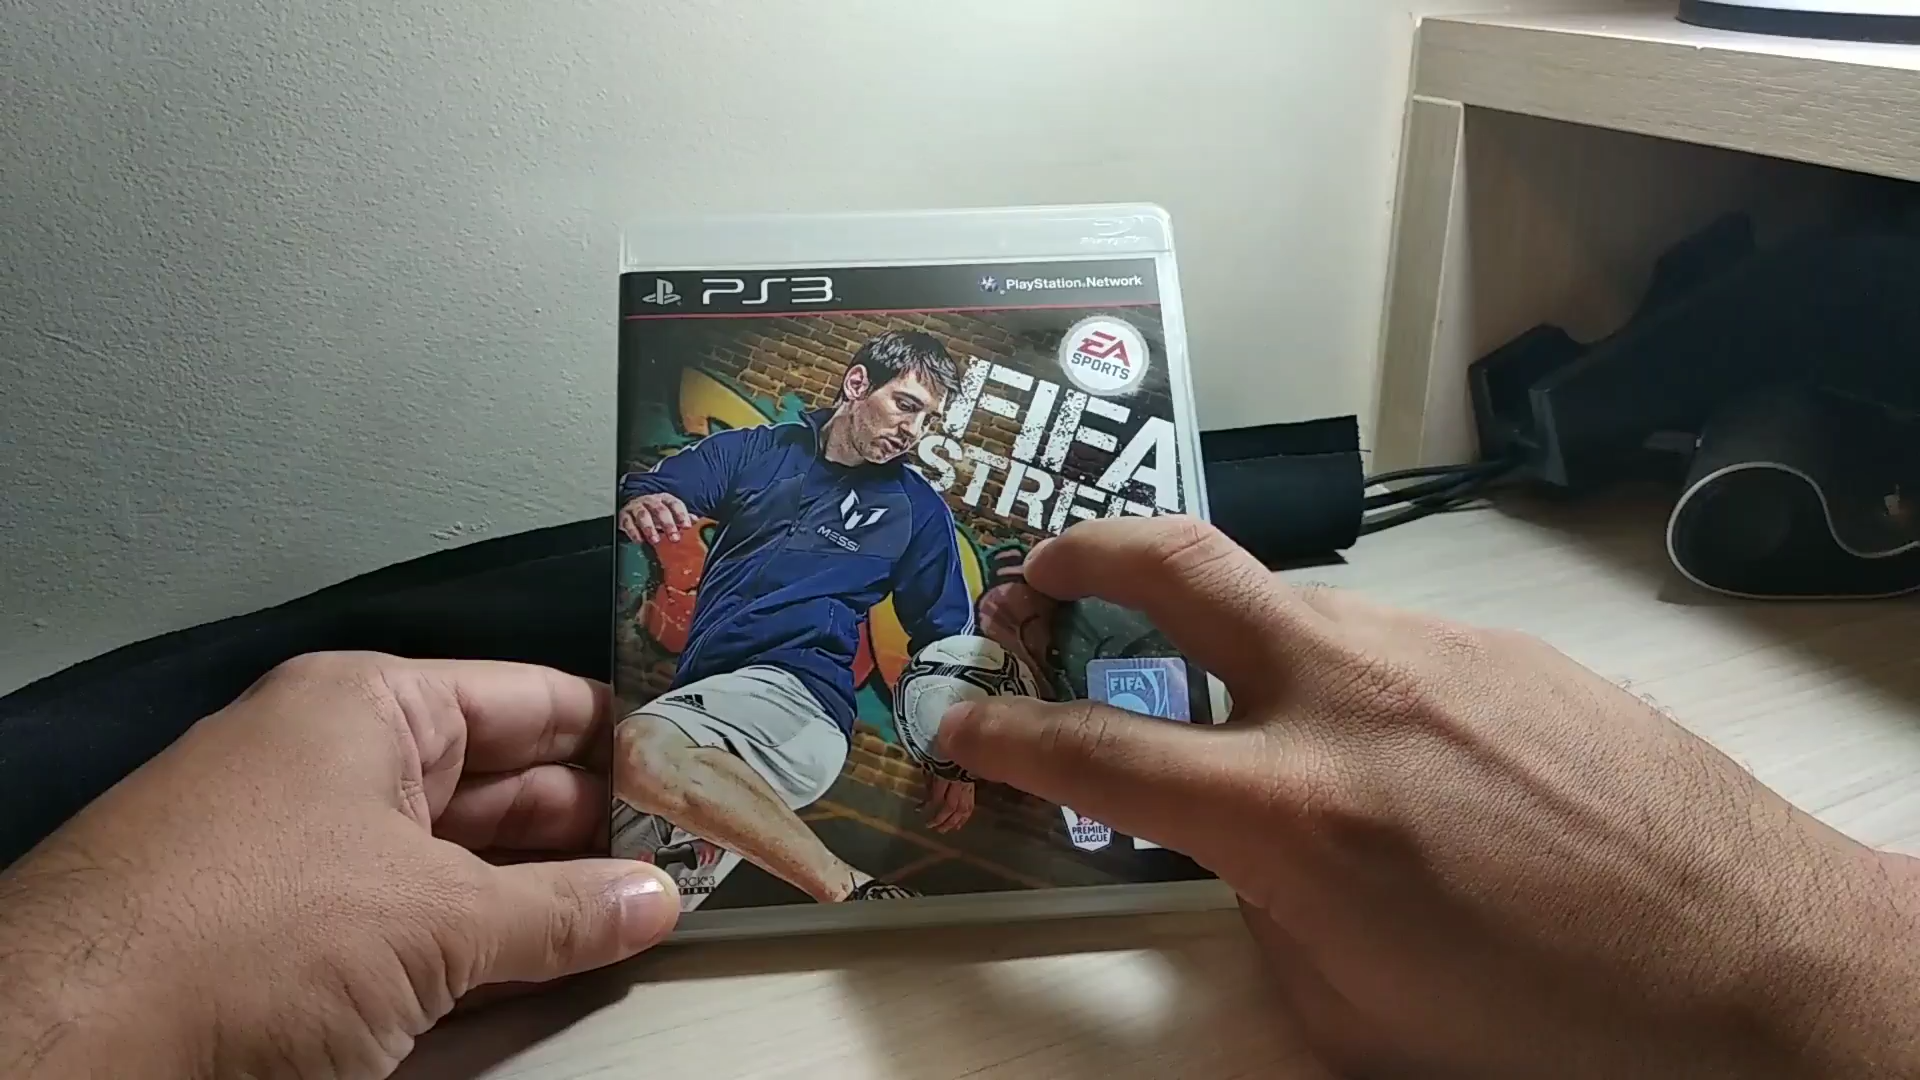 PS3
PlayStation®Network
EA
SPORTS
FIFA
MESSI
FIFA
PREMIER
LEAGUE